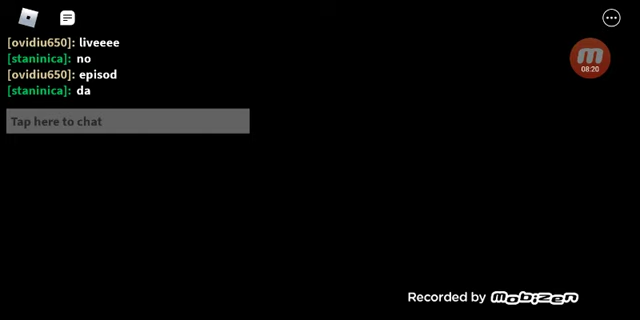 [ovidiu650]: liveeee
[staninica]: no
08:20
[ovidiu650]: episod
[staninica]: da
Tap here to chat
Recorded by Mobizen